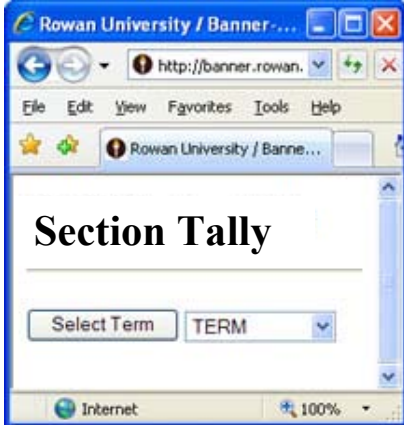 Rowan University / Banner-...
http://banner.rowan.
File Edit View Favorites Tools Help
Rowan University / Banne...
Section Tally
Select Term TERM
Internet 100%